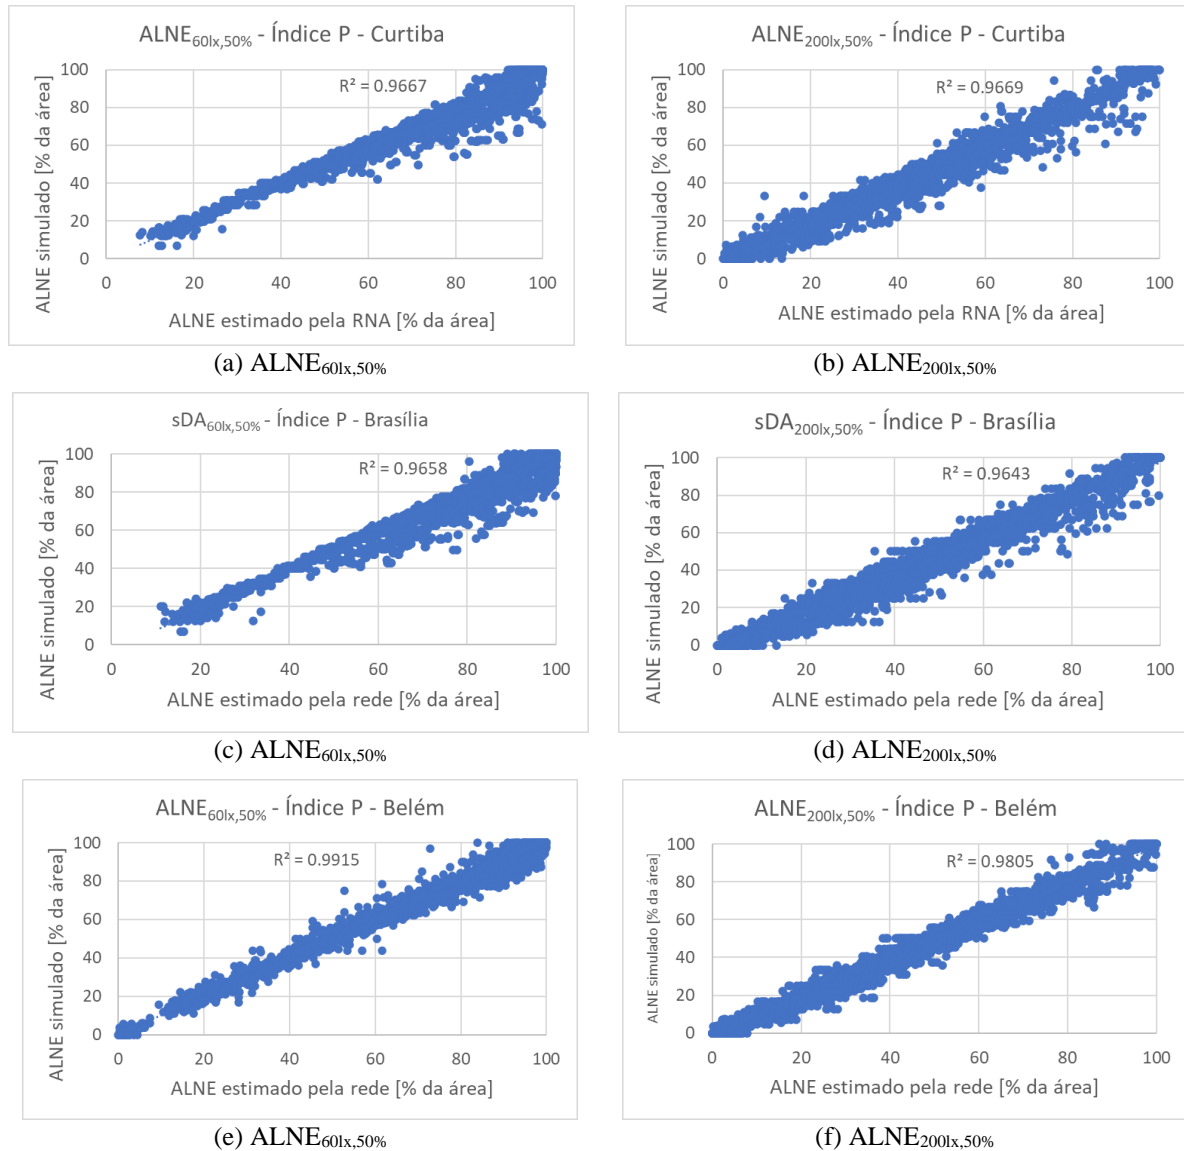 ALNE60lx,50% - Índice P - Curtiba
R² = 0.9667
ALNE simulado [% da área]
100
80
60
40
20
0
0 20 40 60 80 100
ALNE estimado pela RNA [% da área]
(a) ALNE60lx,50%
ALNE200lx,50% - Índice P - Curtiba
R² = 0.9669
ALNE simulado [% da área]
100
80
60
40
20
0
0 20 40 60 80 100
ALNE estimado pela RNA [% da área]
(b) ALNE200lx,50%
sDA60lx,50% - Índice P - Brasília
R² = 0.9658
ALNE simulado [% da área]
100
80
60
40
20
0
0 20 40 60 80 100
ALNE estimado pela rede [% da área]
(c) ALNE60lx,50%
sDA200lx,50% - Índice P - Brasília
R² = 0.9643
ALNE simulado [% da área]
100
80
60
40
20
0
0 20 40 60 80 100
ALNE estimado pela rede [% da área]
(d) ALNE200lx,50%
ALNE60lx,50% - Índice P - Belém
R² = 0.9915
ALNE simulado [% da área]
100
80
60
40
20
0
0 20 40 60 80 100
ALNE estimado pela rede [% da área]
(e) ALNE60lx,50%
ALNE200lx,50% - Índice P - Belém
R² = 0.9805
ALNE simulado [% da área]
100
80
60
40
20
0
0 20 40 60 80 100
ALNE estimado pela rede [% da área]
(f) ALNE200lx,50%